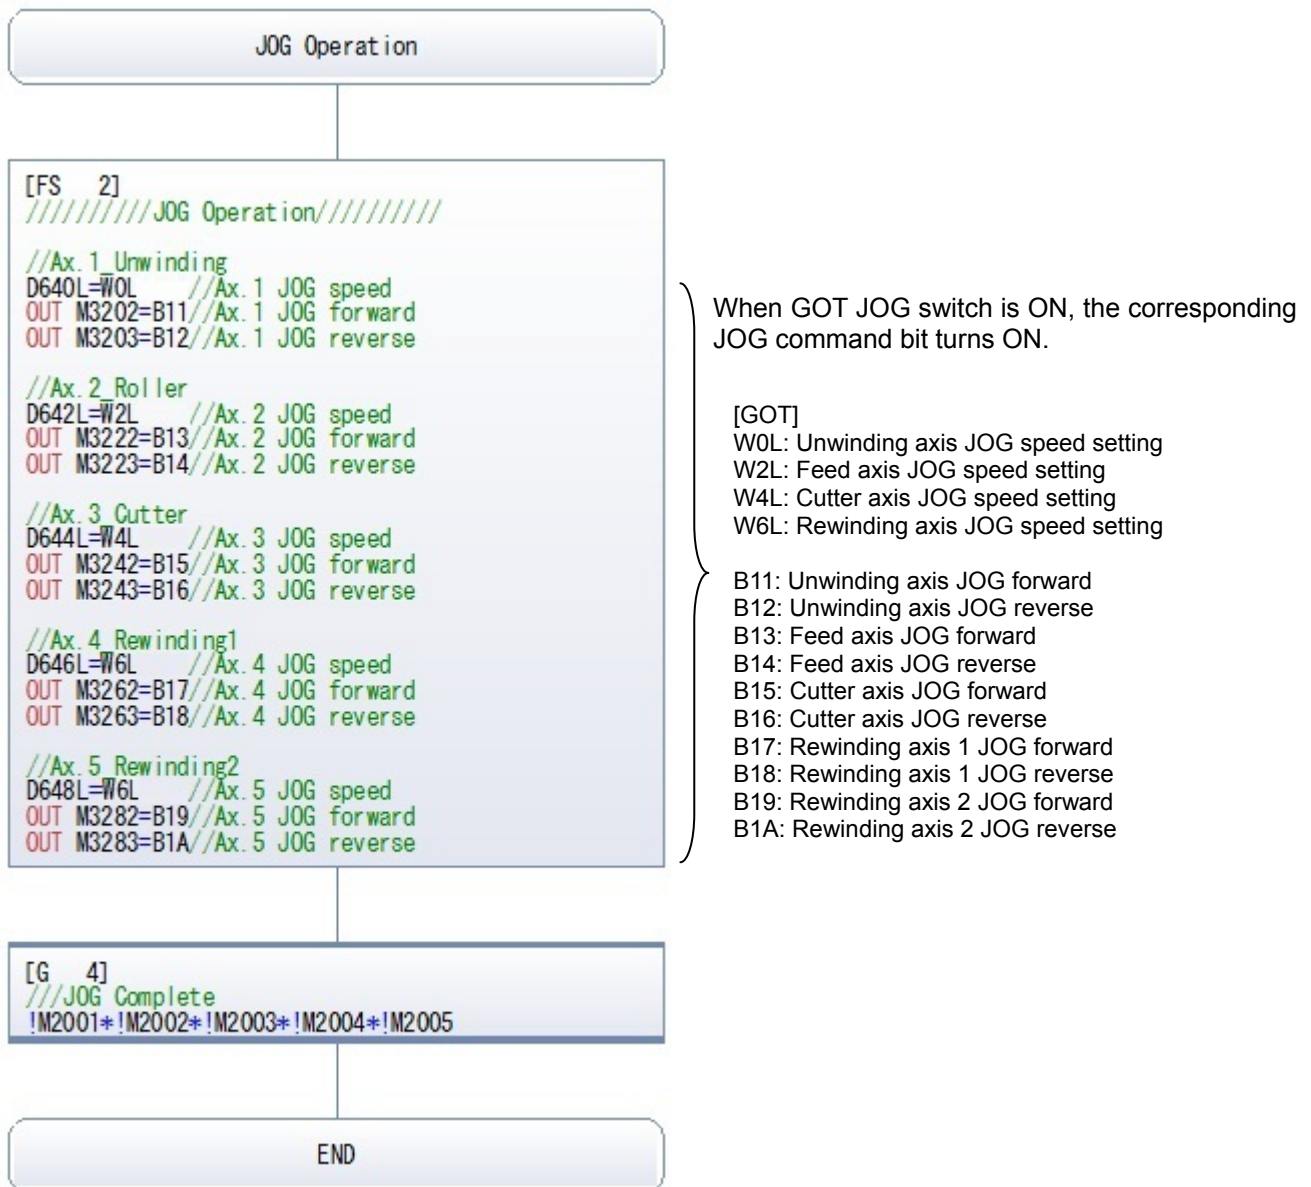 JOG Operation
[FS   2]
//////////JOG Operation//////////
//Ax.1_Unwinding
D640L=W0L     //Ax.1 JOG speed
OUT M3202=B11//Ax.1 JOG forward
OUT M3203=B12//Ax.1 JOG reverse
//Ax.2_Roller
D642L=W2L     //Ax.2 JOG speed
OUT M3222=B13//Ax.2 JOG forward
OUT M3223=B14//Ax.2 JOG reverse
//Ax.3_Cutter
D644L=W4L     //Ax.3 JOG speed
OUT M3242=B15//Ax.3 JOG forward
OUT M3243=B16//Ax.3 JOG reverse
//Ax.4_Rewinding1
D646L=W6L     //Ax.4 JOG speed
OUT M3262=B17//Ax.4 JOG forward
OUT M3263=B18//Ax.4 JOG reverse
//Ax.5_Rewinding2
D648L=W6L     //Ax.5 JOG speed
OUT M3282=B19//Ax.5 JOG forward
OUT M3283=B1A//Ax.5 JOG reverse
When GOT JOG switch is ON, the corresponding
JOG command bit turns ON.
[GOT]
W0L: Unwinding axis JOG speed setting
W2L: Feed axis JOG speed setting
W4L: Cutter axis JOG speed setting
W6L: Rewinding axis JOG speed setting
B11: Unwinding axis JOG forward
B12: Unwinding axis JOG reverse
B13: Feed axis JOG forward
B14: Feed axis JOG reverse
B15: Cutter axis JOG forward
B16: Cutter axis JOG reverse
B17: Rewinding axis 1 JOG forward
B18: Rewinding axis 1 JOG reverse
B19: Rewinding axis 2 JOG forward
B1A: Rewinding axis 2 JOG reverse
[G   4]
///JOG Complete
!M2001*!M2002*!M2003*!M2004*!M2005
END